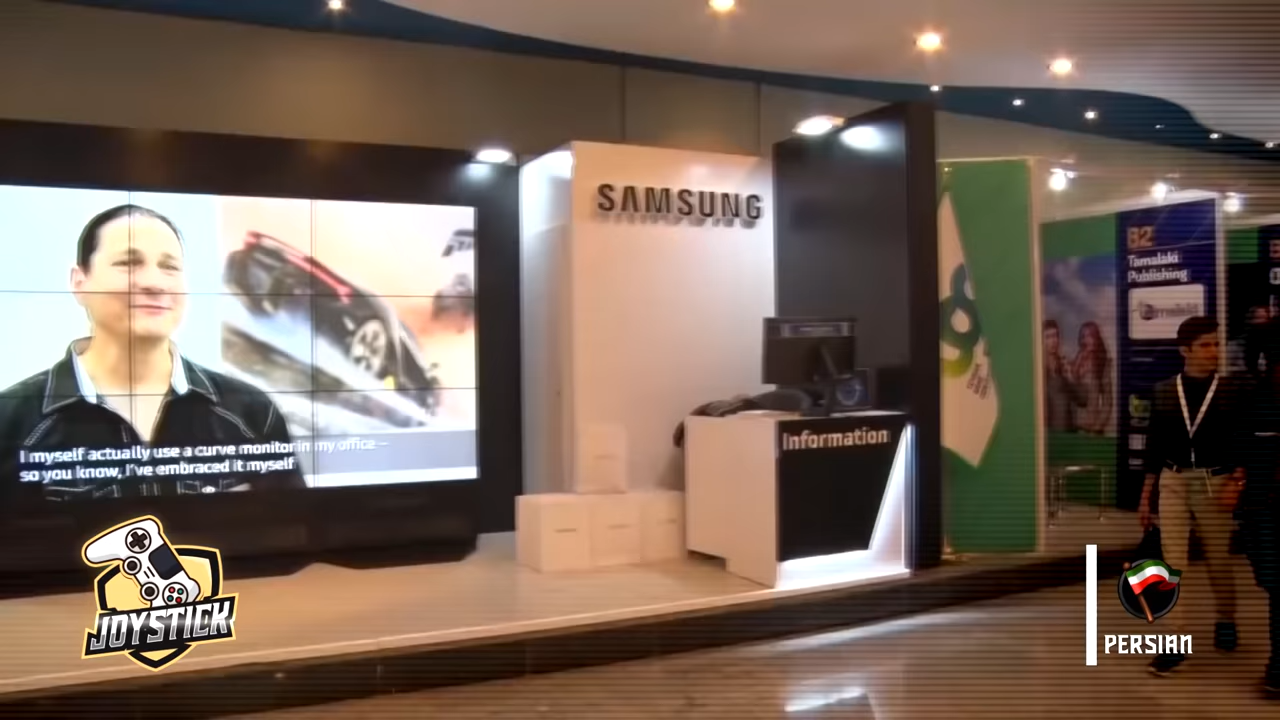 SAMSUNG
B2
Tamalaki
Publishing
I myself actually use a curve monitor in my office –
so you know, I've embraced it myself
Information
JOYSTICK
PERSIAN